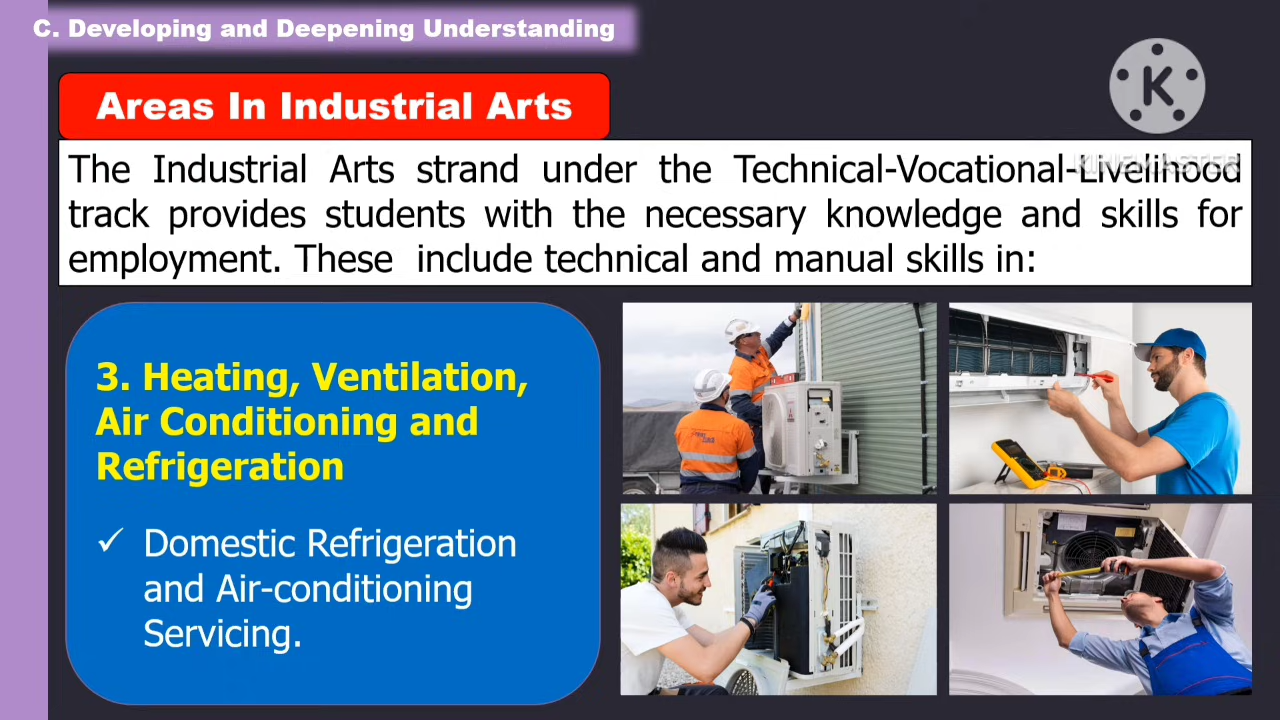 C. Developing and Deepening Understanding
Areas In Industrial Arts
K
KINEMASTER
The Industrial Arts strand under the Technical-Vocational-Livelihood
track provides students with the necessary knowledge and skills for
employment. These include technical and manual skills in:
3. Heating, Ventilation,
Air Conditioning and
Refrigeration
✓ Domestic Refrigeration
and Air-conditioning
Servicing.